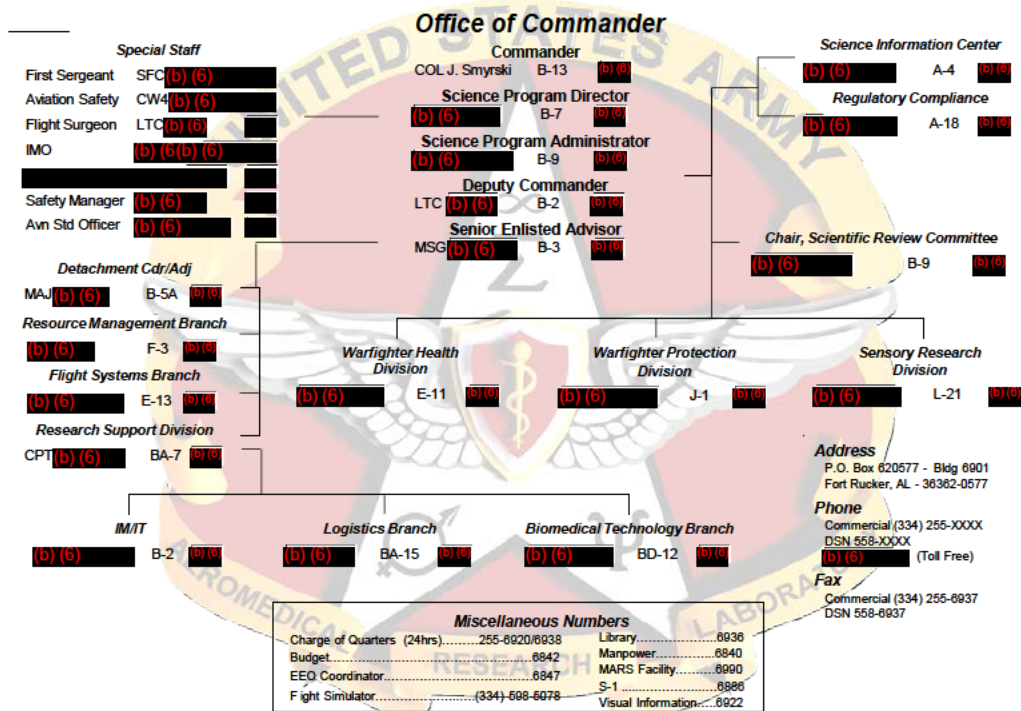 Office of Commander
Commander
COL J. Smyrski B-13 (b) (6)
Science Program Director
(b) (6) B-7 (b) (6)
Science Program Administrator
(b) (6) B-9 (b) (6)
Deputy Commander
LTC (b) (6) B-2 (b) (6)
Senior Enlisted Advisor
MSG (b) (6) B-3 (b) (6)
Special Staff
First Sergeant SFC (b) (6)
Aviation Safety CW4 (b) (6)
Flight Surgeon LTC (b) (6)
IMO (b) (6(b) (6)
Safety Manager (b) (6)
Avn Std Officer (b) (6)
Science Information Center
(b) (6) A-4 (b) (6)
Regulatory Compliance
(b) (6) A-18 (b) (6)
Chair, Scientific Review Committee
(b) (6) B-9 (b) (6)
Detachment Cdr/Adj
MAJ (b) (6) B-5A (b) (6)
Resource Management Branch
(b) (6) F-3 (b) (6)
Flight Systems Branch
(b) (6) E-13 (b) (6)
Research Support Division
CPT (b) (6) BA-7 (b) (6)
Warfighter Health
Division
(b) (6) E-11 (b) (6)
Warfighter Protection
Division
(b) (6) J-1 (b) (6)
Sensory Research
Division
(b) (6) L-21 (b) (6)
IM/IT
(b) (6) B-2 (b) (6)
Logistics Branch
(b) (6) BA-15 (b) (6)
Biomedical Technology Branch
(b) (6) BD-12 (b) (6)
Address
P.O. Box 620577 - Bldg 6901
Fort Rucker, AL - 36362-0577
Phone
Commercial (334) 255-XXXX
DSN 558-XXXX
(b) (6) (Toll Free)
Fax
Commercial (334) 255-6937
DSN 558-6937
Miscellaneous Numbers
Charge of Quarters (24hrs).........255-6920/6938
Budget..................................................6842
EEO Coordinator...................................6847
F ight Simulator.........................(334) 598-5078
Library....................6936
Manpower...............6840
MARS Facility.........6990
S-1 .........................6886
Visual Information.....6922
UNITED STATES ARMY
AEROMEDICAL RESEARCH LABORATORY